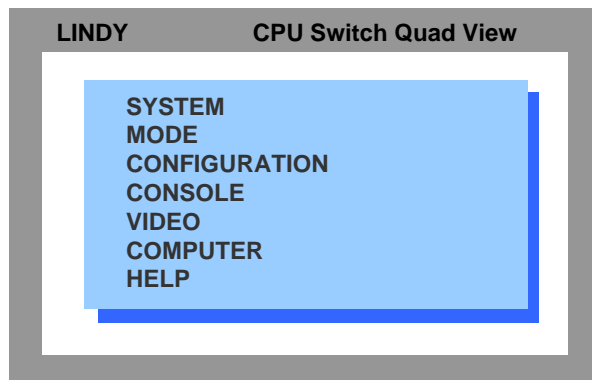 LINDY CPU Switch Quad View
SYSTEM
MODE
CONFIGURATION
CONSOLE
VIDEO
COMPUTER
HELP